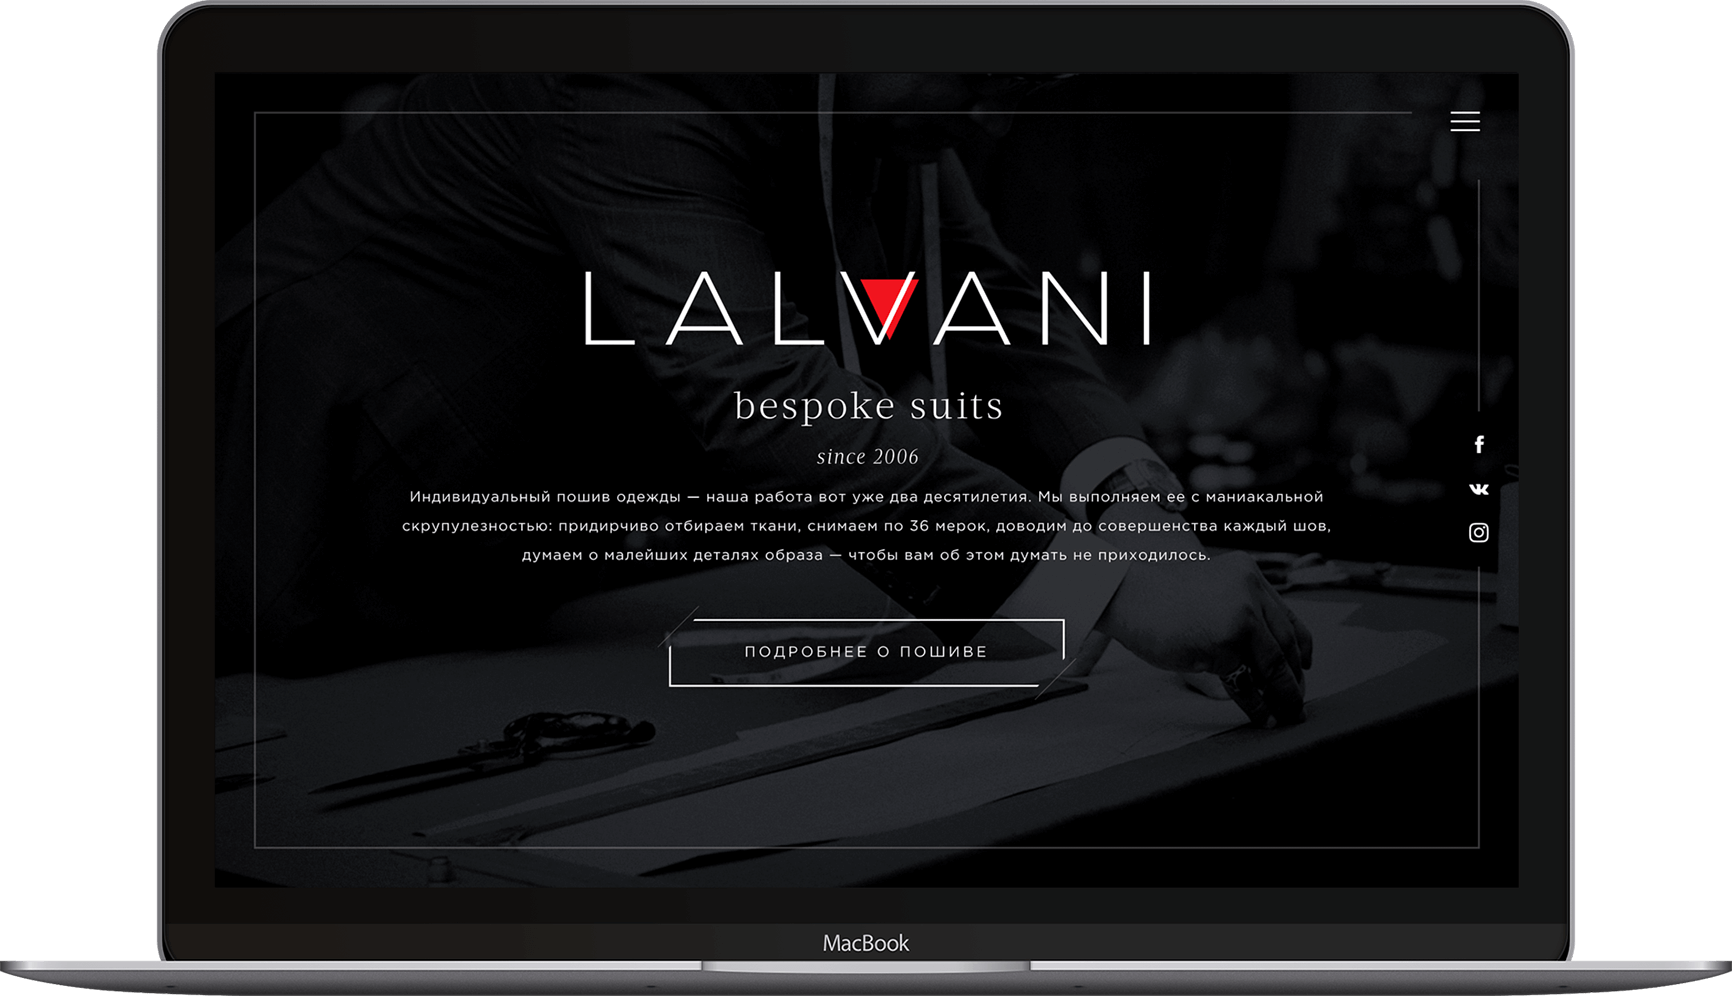 LALVANI
bespoke suits
since 2006
Индивидуальный пошив одежды — наша работа вот уже два десятилетия. Мы выполняем ее с маниакальной
скрупулезностью: придирчиво отбираем ткани, снимаем по 36 мерок, доводим до совершенства каждый шов,
думаем о малейших деталях образа — чтобы вам об этом думать не приходилось.
ПОДРОБНЕЕ О ПОШИВЕ
MacBook